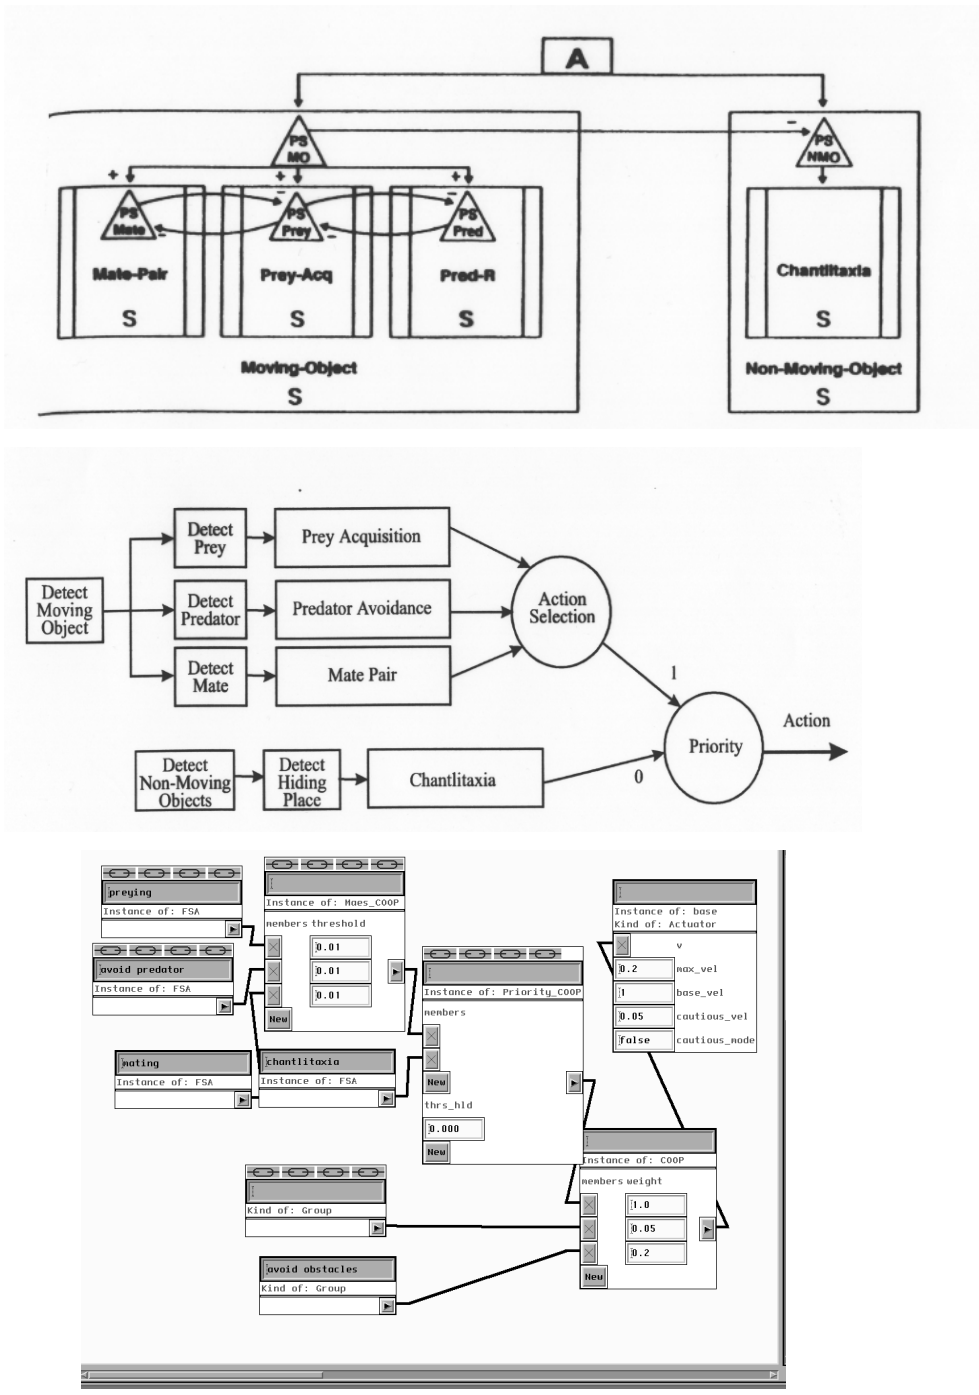 A
PS
MO
PS
NMO
PS
Mate
PS
Prey
PS
Pred
Mate-Pair
Prey-Acq
Pred-R
Chantlitaxia
S
S
S
S
Moving-Object
Non-Moving-Object
S
S
Detect
Prey
Prey Acquisition
Detect
Moving
Object
Detect
Predator
Predator Avoidance
Action
Selection
Detect
Mate
Mate Pair
1
Priority
Action
Detect
Non-Moving
Objects
Detect
Hiding
Place
Chantlitaxia
0
preying
Instance of: FSA
avoid predator
Instance of: FSA
mating
Instance of: FSA
chantlitaxia
Instance of: FSA
Instance of: Maes_COOP
members threshold
0.01
0.01
0.01
New
Instance of: Priority_COOP
members
New
thrs_hld
0.000
New
Instance of: base
Kind of: Actuator
v
0.2 max_vel
1 base_vel
0.05 cautious_vel
false cautious_mode
Instance of: COOP
members weight
1.0
0.05
0.2
New
Kind of: Group
avoid obstacles
Kind of: Group